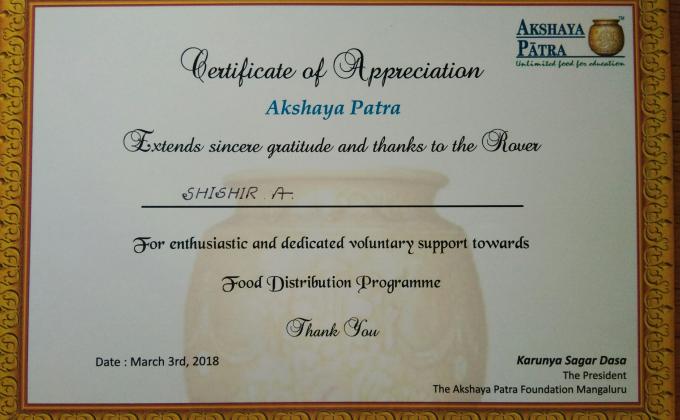 AKSHAYA
PĀTRA
TM
Unlimited food for education
Certificate of Appreciation
Akshaya Patra
Extends sincere gratitude and thanks to the Rover
SHISHIR . A.
For enthusiastic and dedicated voluntary support towards
Food Distribution Programme
Thank You
Date : March 3rd, 2018
Karunya Sagar Dasa
The President
The Akshaya Patra Foundation Mangaluru